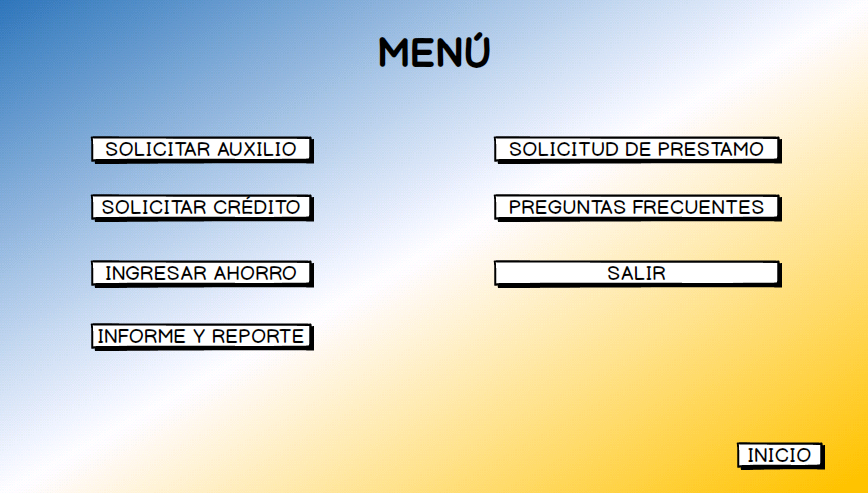 MENÚ
SOLICITAR AUXILIO
SOLICITUD DE PRESTAMO
SOLICITAR CRÉDITO
PREGUNTAS FRECUENTES
INGRESAR AHORRO
SALIR
INFORME Y REPORTE
INICIO